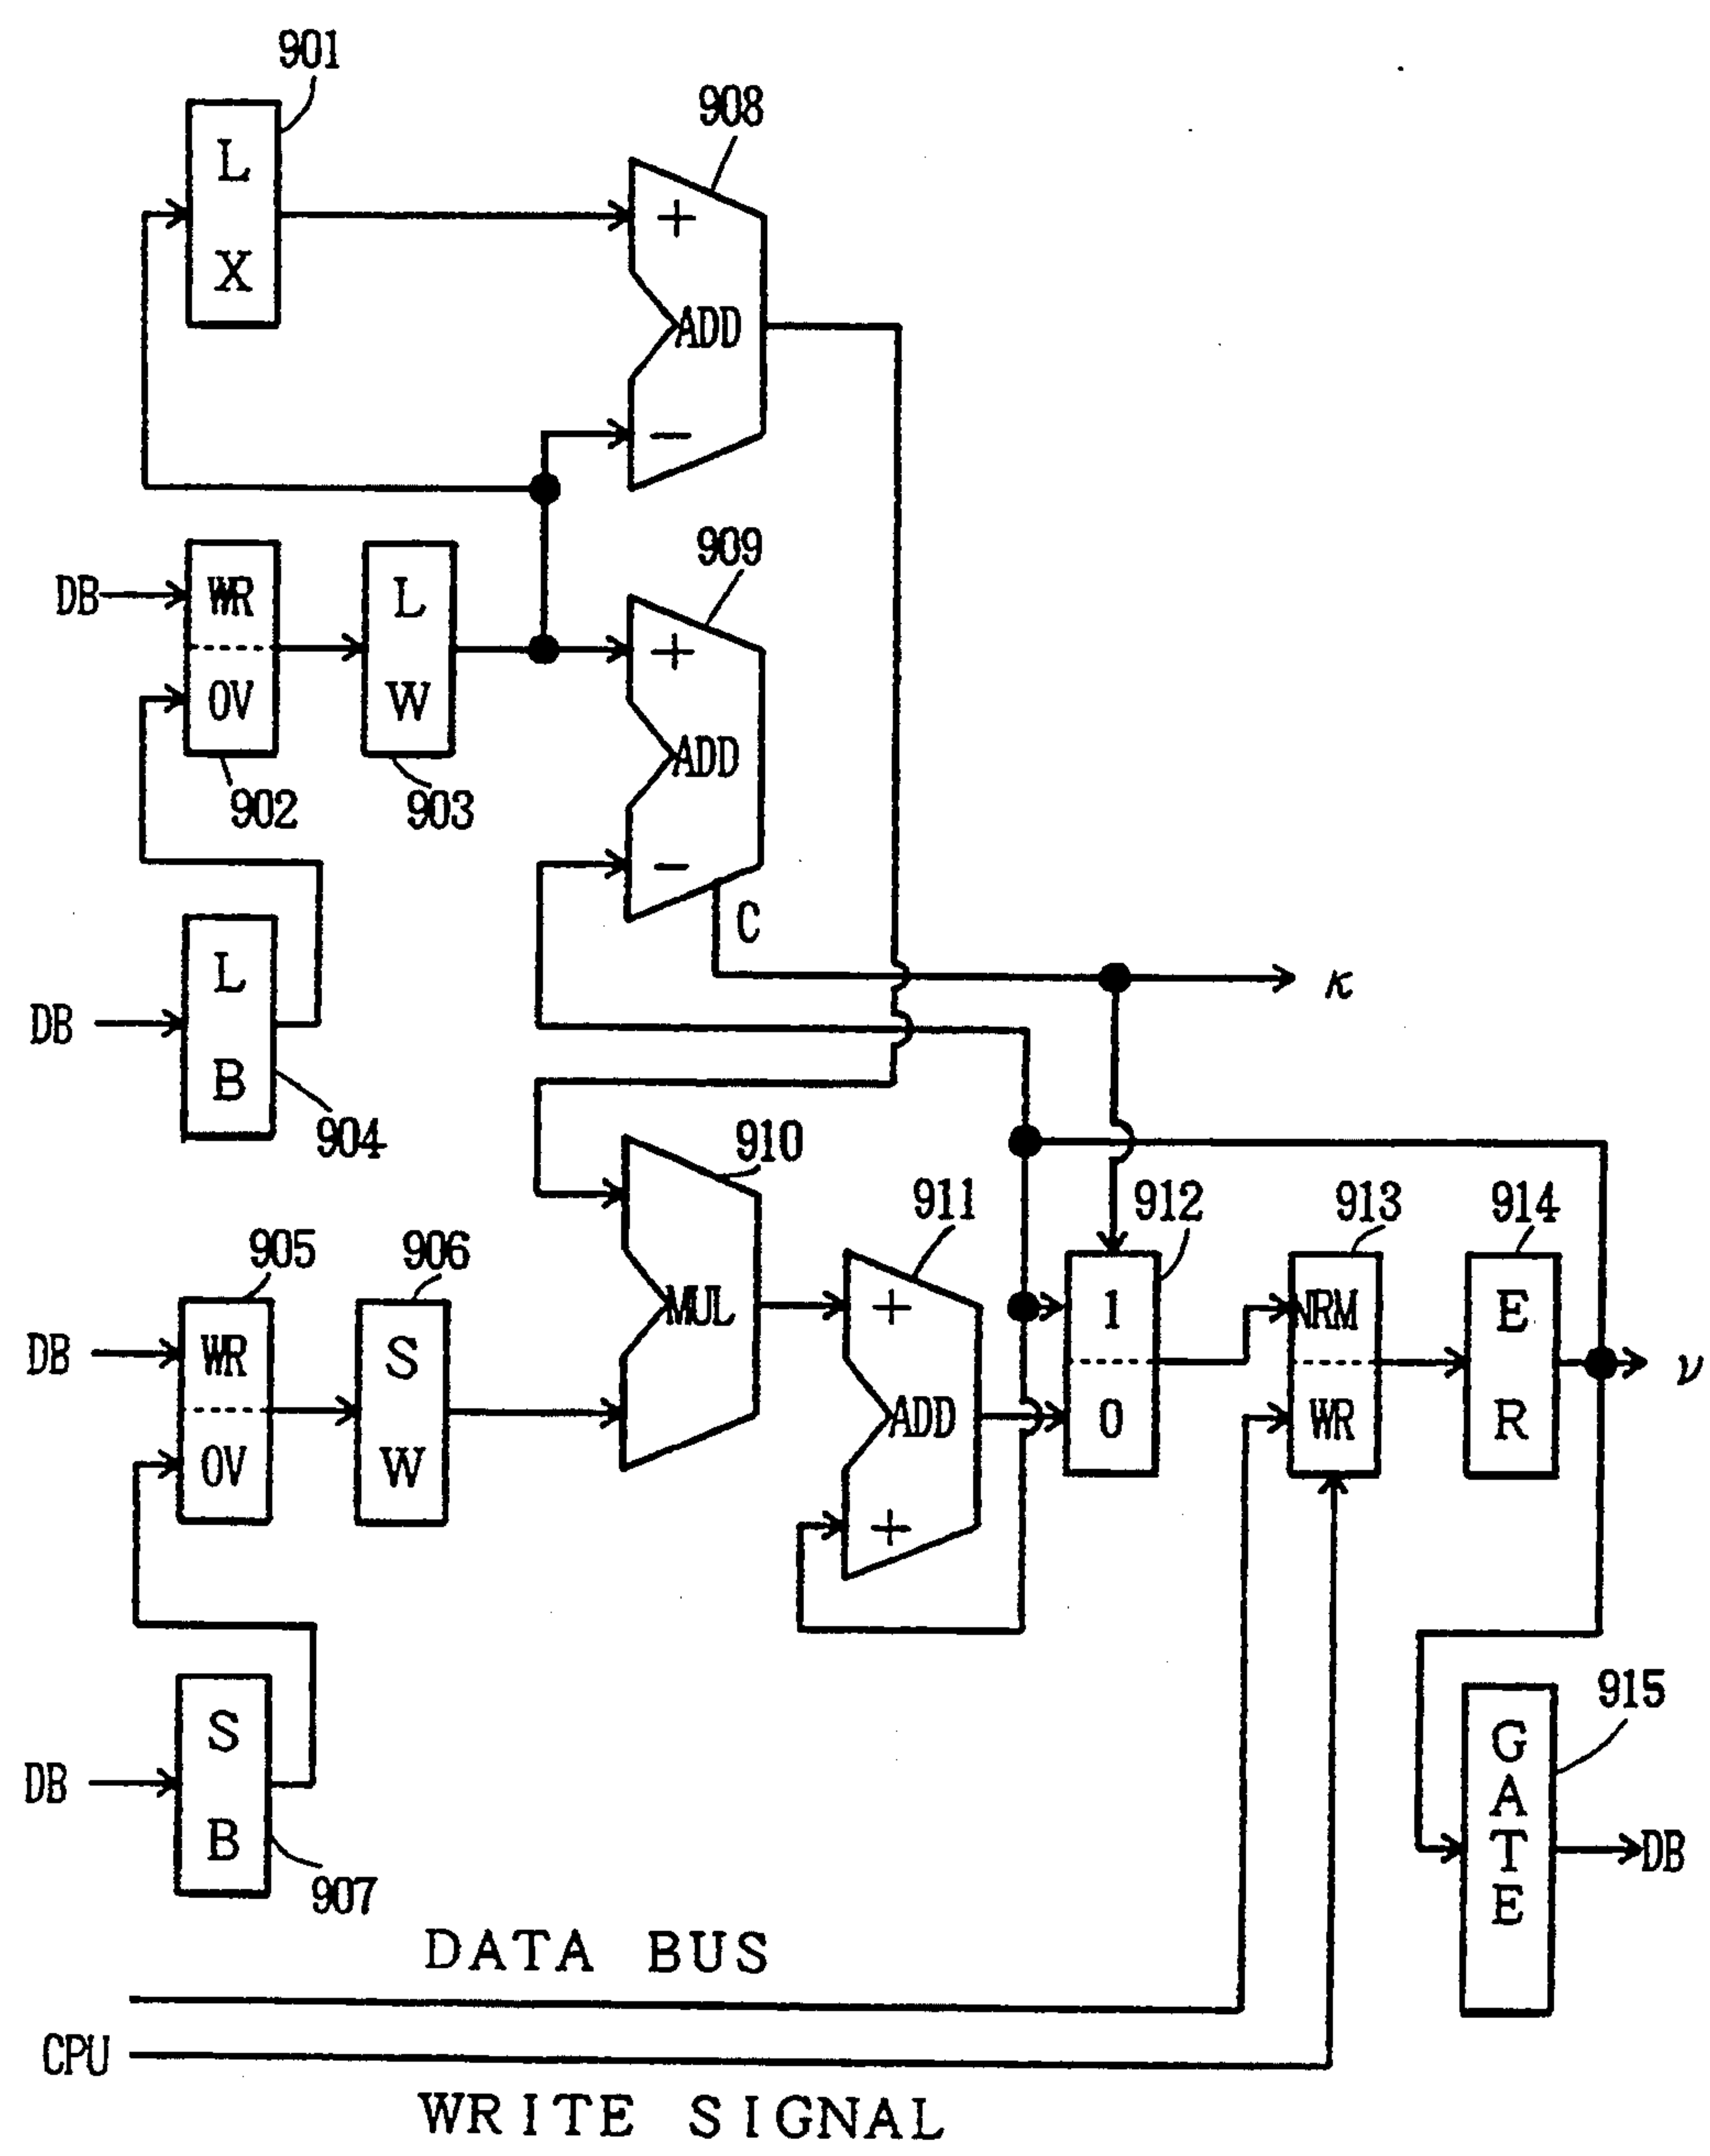 901
L
X
908
+
ADD
−
DB
WR
OV
902
L
W
903
909
+
ADD
−
C
κ
DB
L
B
904
910
MUL
911
+
ADD
+
912
1
0
913
NRM
WR
914
E
R
ν
905
DB
WR
OV
906
S
W
DB
S
B
907
915
GATE
DB
DATA BUS
CPU
WRITE SIGNAL